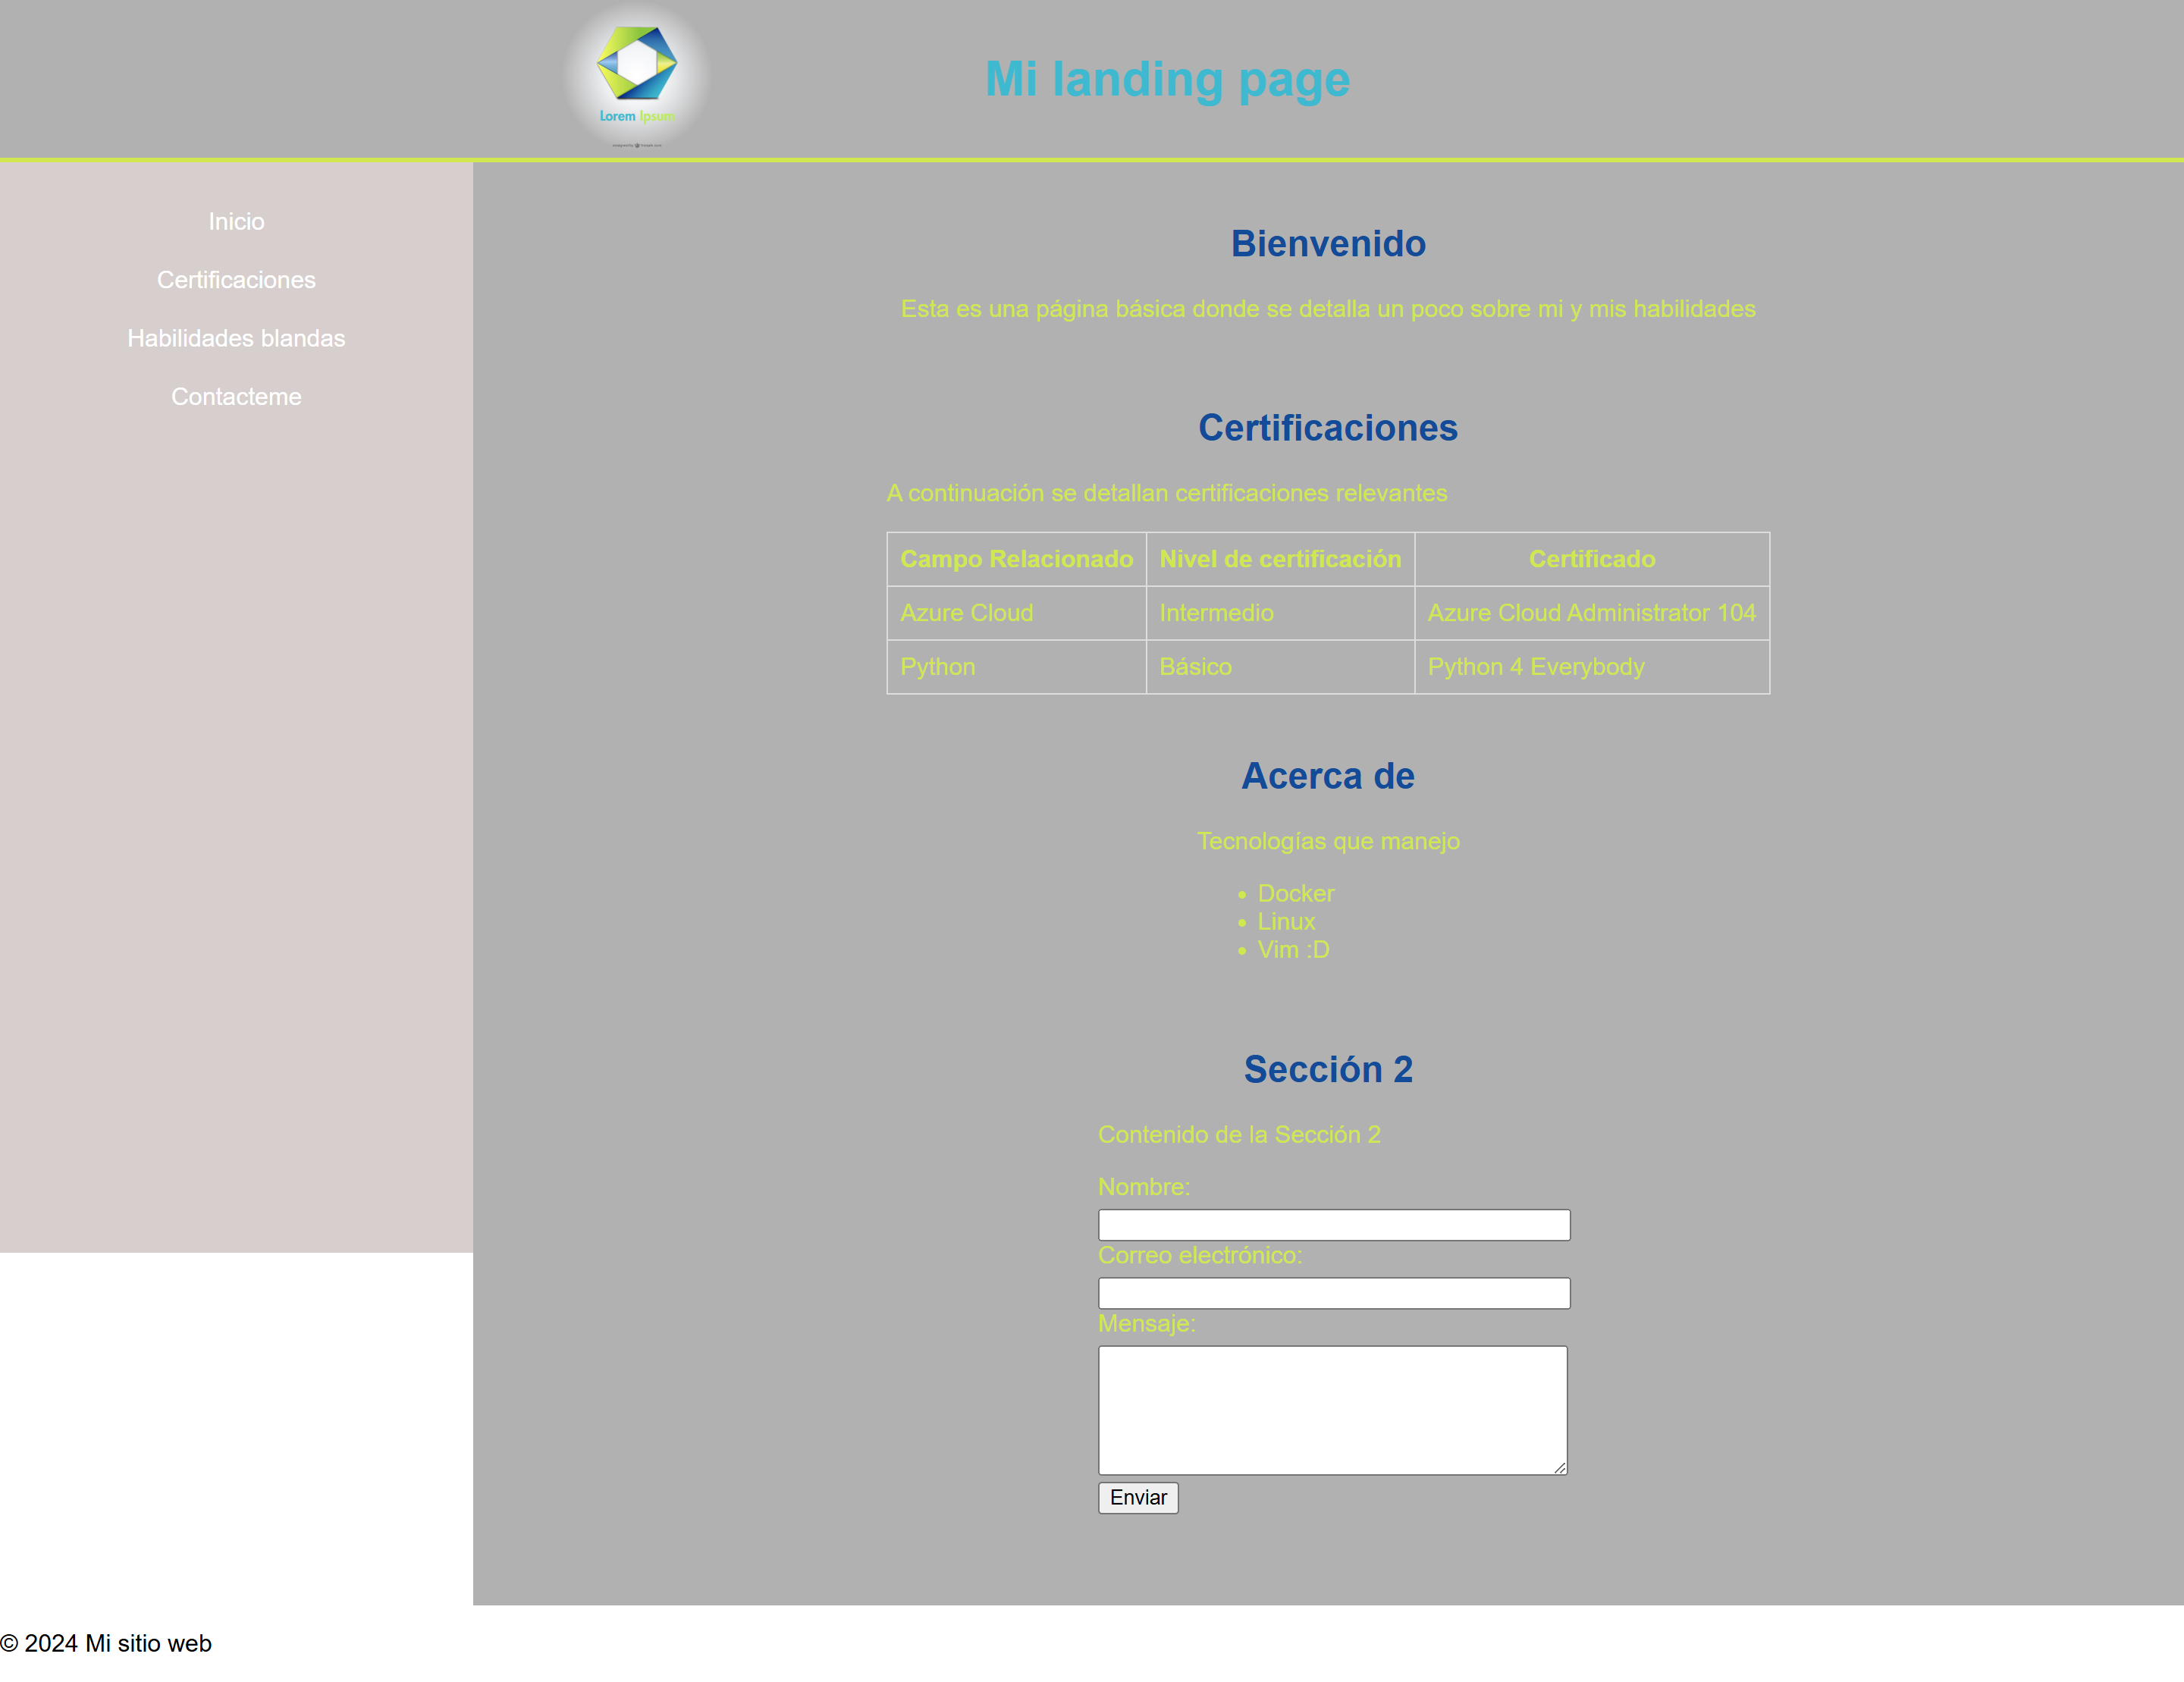 Lorem Ipsum
Mi landing page
Inicio
Certificaciones
Habilidades blandas
Contacteme
Bienvenido
Esta es una página básica donde se detalla un poco sobre mi y mis habilidades
Certificaciones
A continuación se detallan certificaciones relevantes
Campo Relacionado Nivel de certificación Certificado
Azure Cloud Intermedio Azure Cloud Administrator 104
Python Básico Python 4 Everybody
Acerca de
Tecnologías que manejo
• Docker
• Linux
• Vim :D
Sección 2
Contenido de la Sección 2
Nombre:
Correo electrónico:
Mensaje:
Enviar
© 2024 Mi sitio web